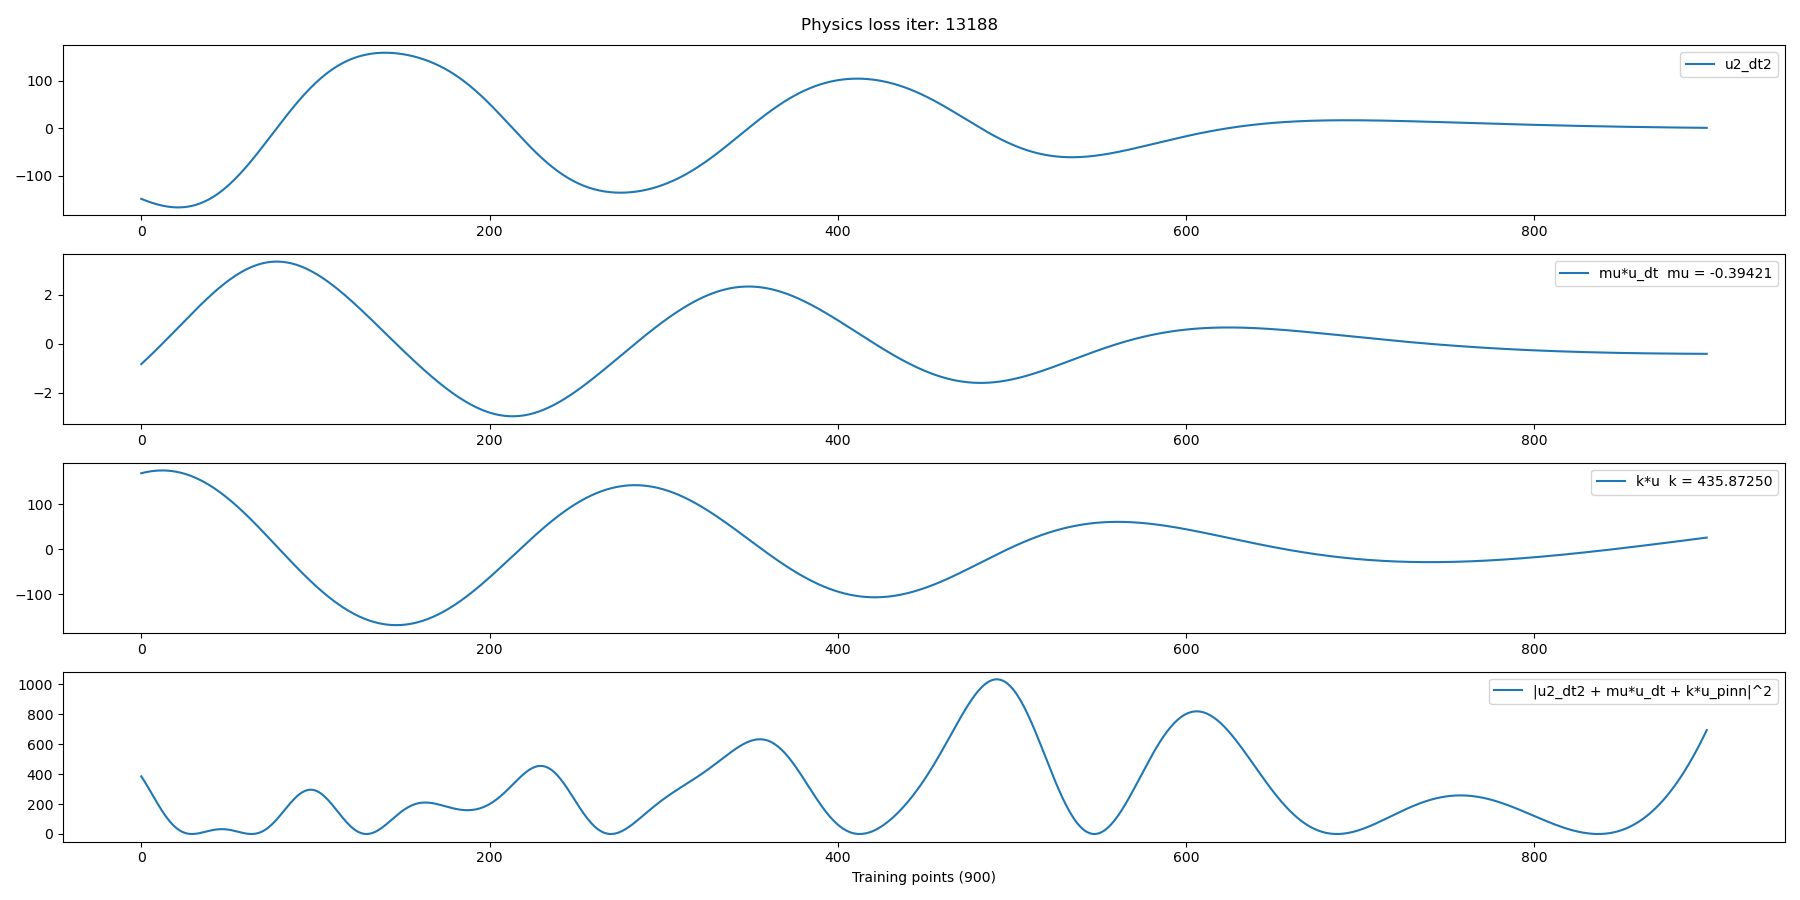 Physics loss iter: 13188
u2_dt2
100
0
−100
0 200 400 600 800
mu*u_dt  mu = -0.39421
2
0
−2
0 200 400 600 800
k*u  k = 435.87250
100
0
−100
0 200 400 600 800
|u2_dt2 + mu*u_dt + k*u_pinn|^2
1000
800
600
400
200
0
0 200 400 600 800
Training points (900)